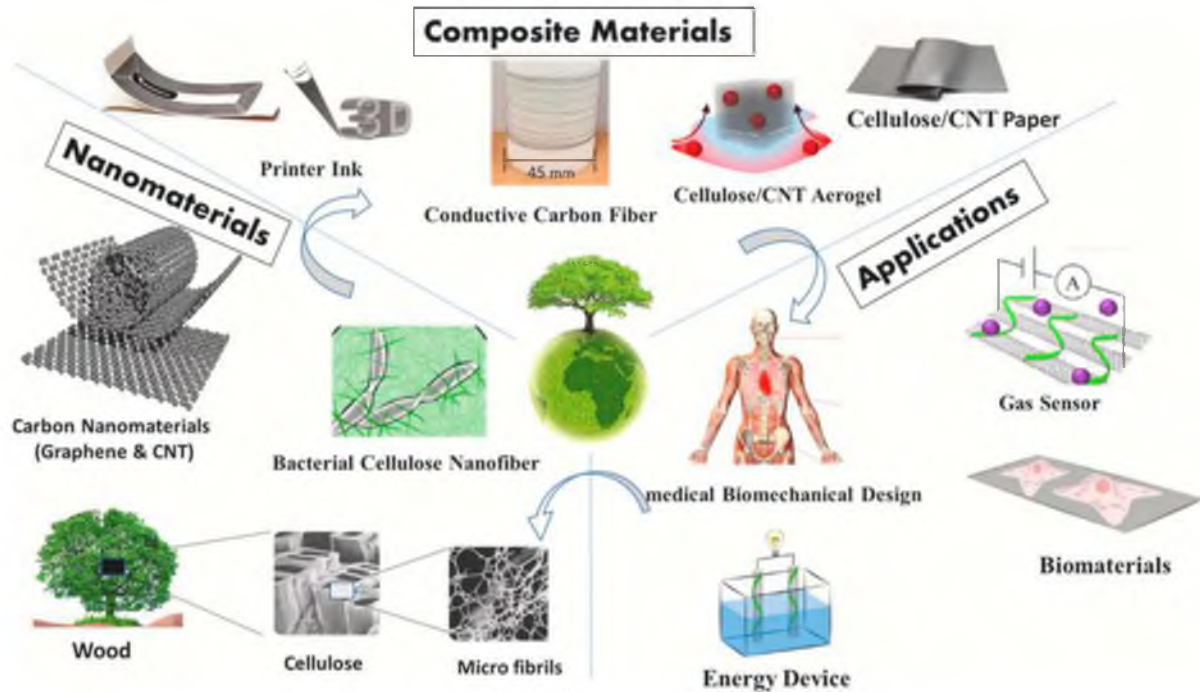 Composite Materials
Printer Ink
45 mm
Conductive Carbon Fiber
Cellulose/CNT Aerogel
Cellulose/CNT Paper
Nanomaterials
Carbon Nanomaterials
(Graphene & CNT)
Bacterial Cellulose Nanofiber
Wood
Cellulose
Micro fibrils
Applications
A
Gas Sensor
medical Biomechanical Design
Biomaterials
Energy Device